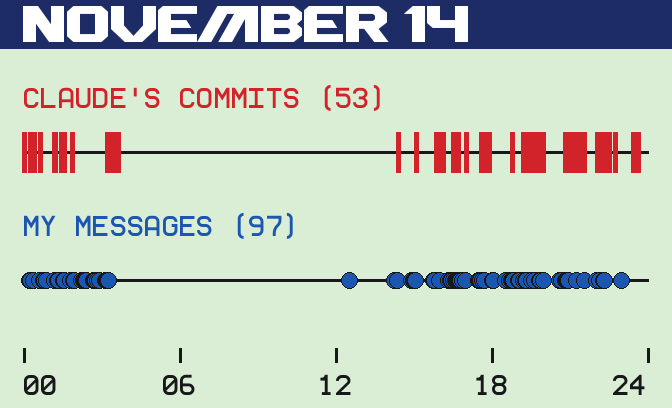 NOVEMBER 14
CLAUDE'S COMMITS (53)
MY MESSAGES (97)
00 06 12 18 24